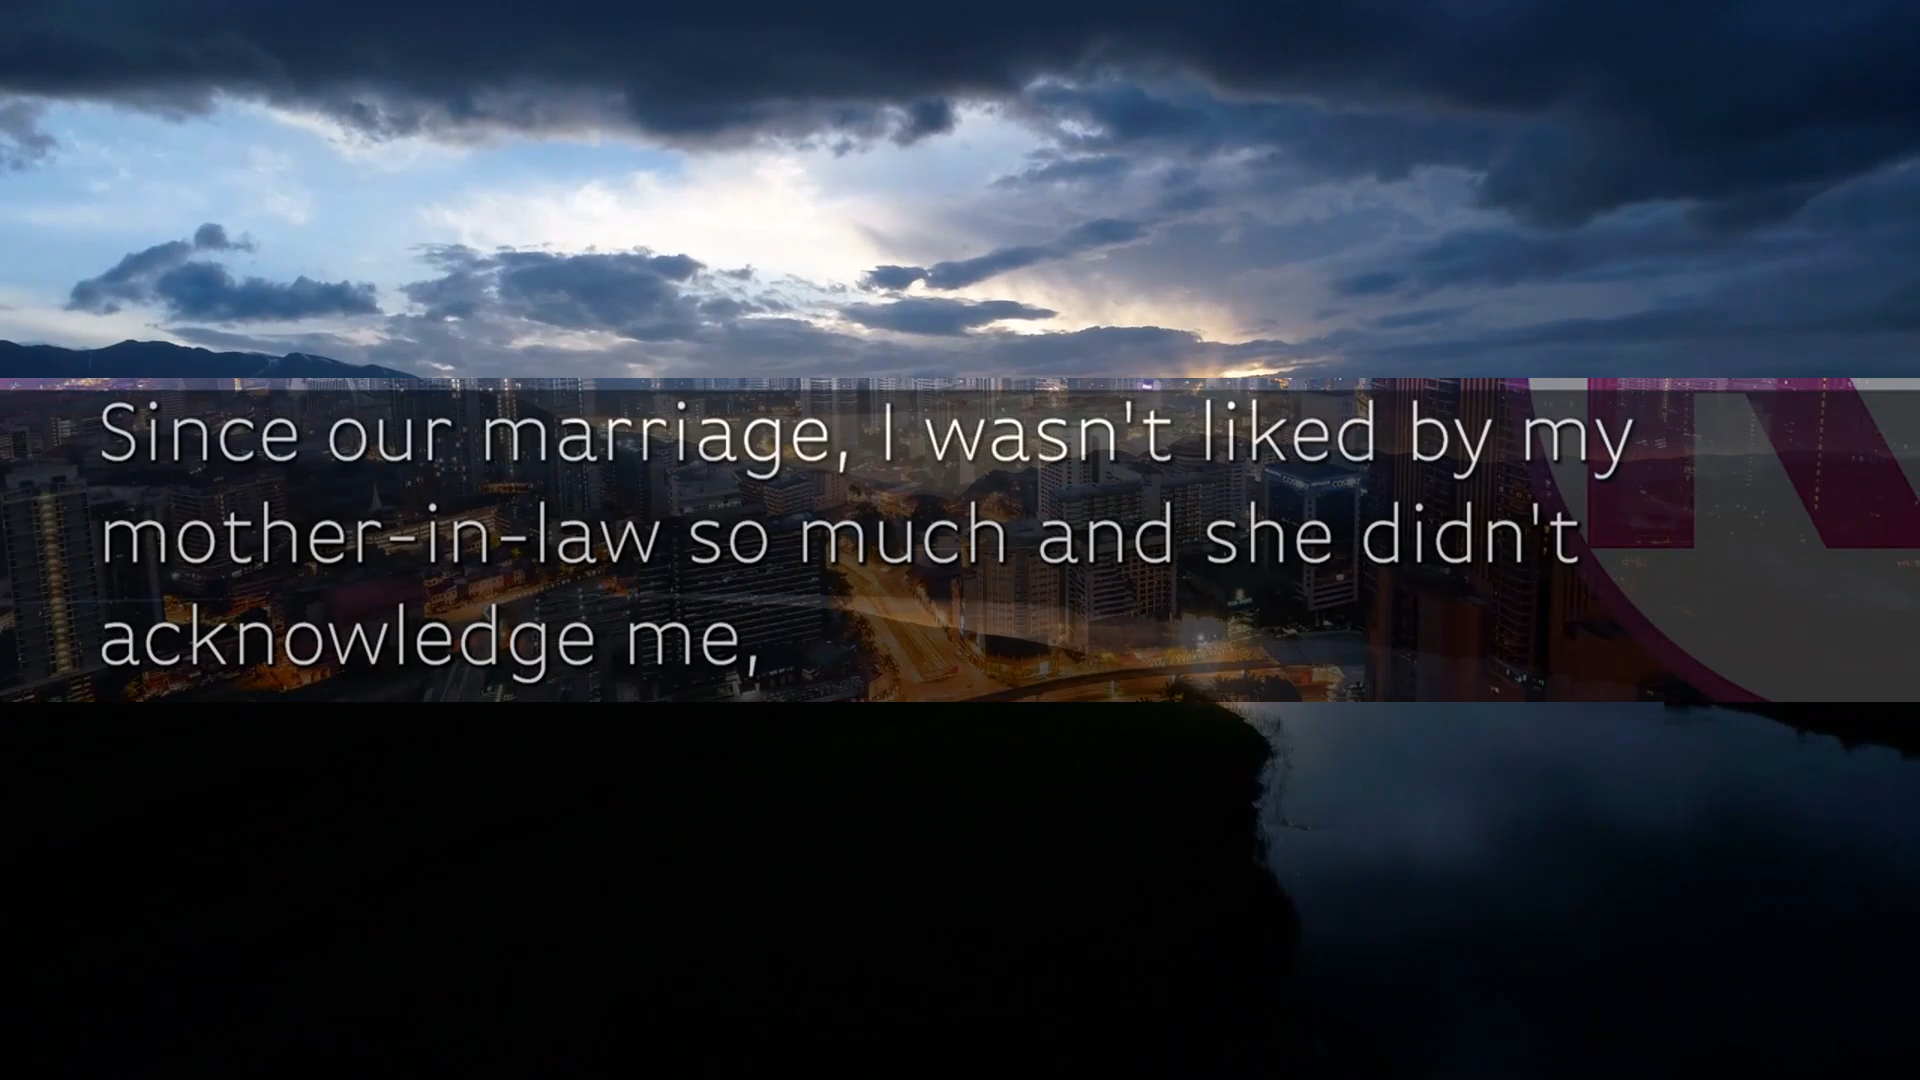 Since our marriage, I wasn't liked by my
mother-in-law so much and she didn't
acknowledge me,